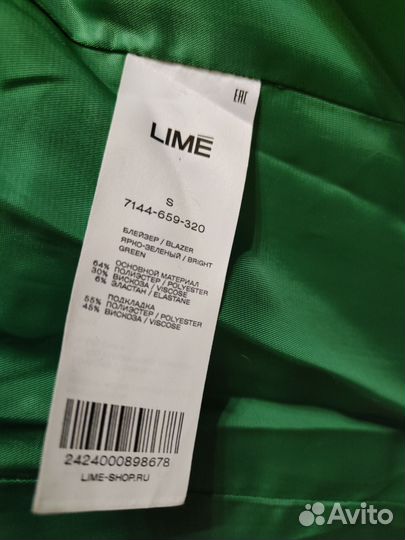 EAC
LIMĒ
S
7144-659-320
БЛЕЙЗЕР / BLAZER
ЯРКО-ЗЕЛЕНЫЙ / BRIGHT
GREEN
ОСНОВНОЙ МАТЕРИАЛ
64% ПОЛИЭСТЕР / POLYESTER
30% ВИСКОЗА / VISCOSE
6% ЭЛАСТАН / ELASTANE
ПОДКЛАДКА
55% ПОЛИЭСТЕР / POLYESTER
45% ВИСКОЗА / VISCOSE
2424000898678
LIME-SHOP.RU
Avito